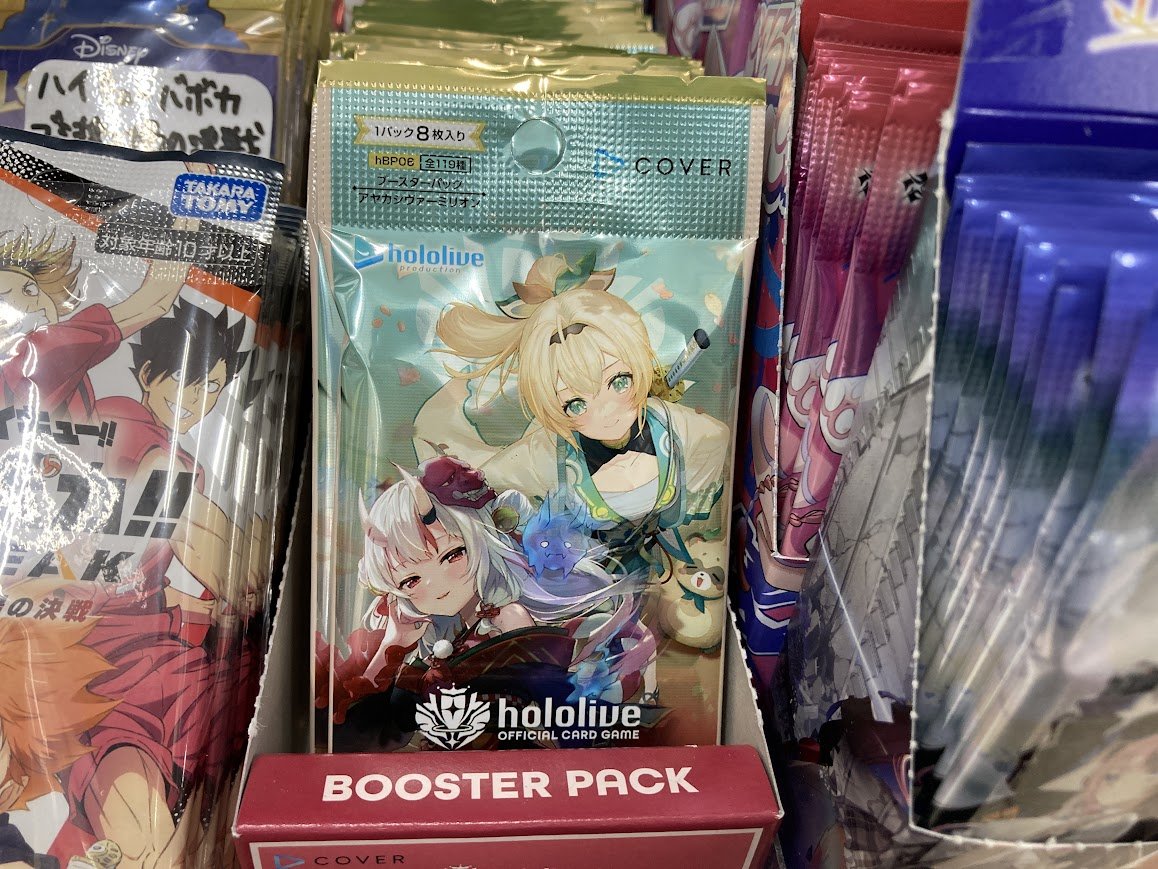 Disney
TAKARA TOMY
対象年齢10才以上
の決戦
1パック8枚入り
hBP06 全119種
ブースターパック
アヤカシヴァーミリオン
COVER
hololive
production
hololive
OFFICIAL CARD GAME
BOOSTER PACK
COVER